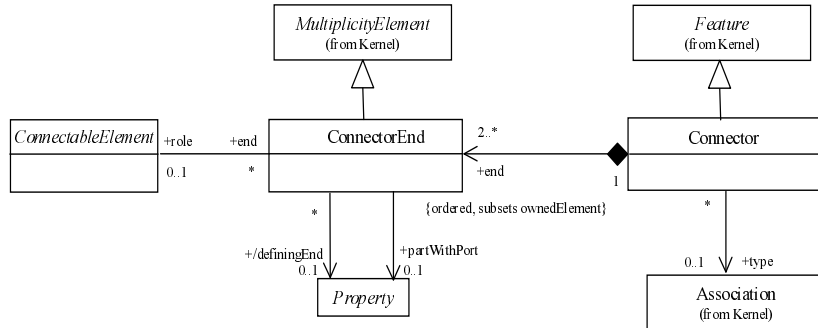 MultiplicityElement
(from Kernel)
Feature
(from Kernel)
ConnectableElement
+role
0..1
+end
*
ConnectorEnd
2..*
+end
{ordered, subsets ownedElement}
1
Connector
*
+/definingEnd
0..1
+partWithPort
0..1
Property
*
0..1
+type
Association
(from Kernel)